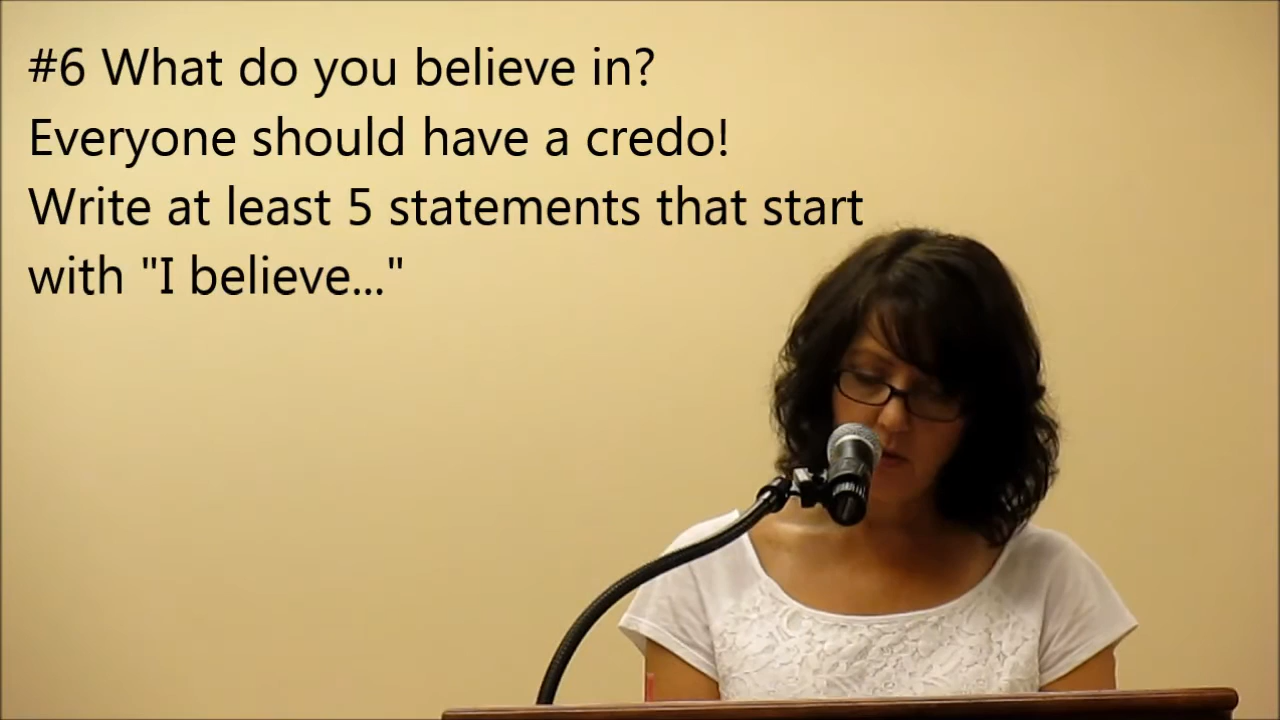 #6 What do you believe in?
Everyone should have a credo!
Write at least 5 statements that start
with "I believe..."